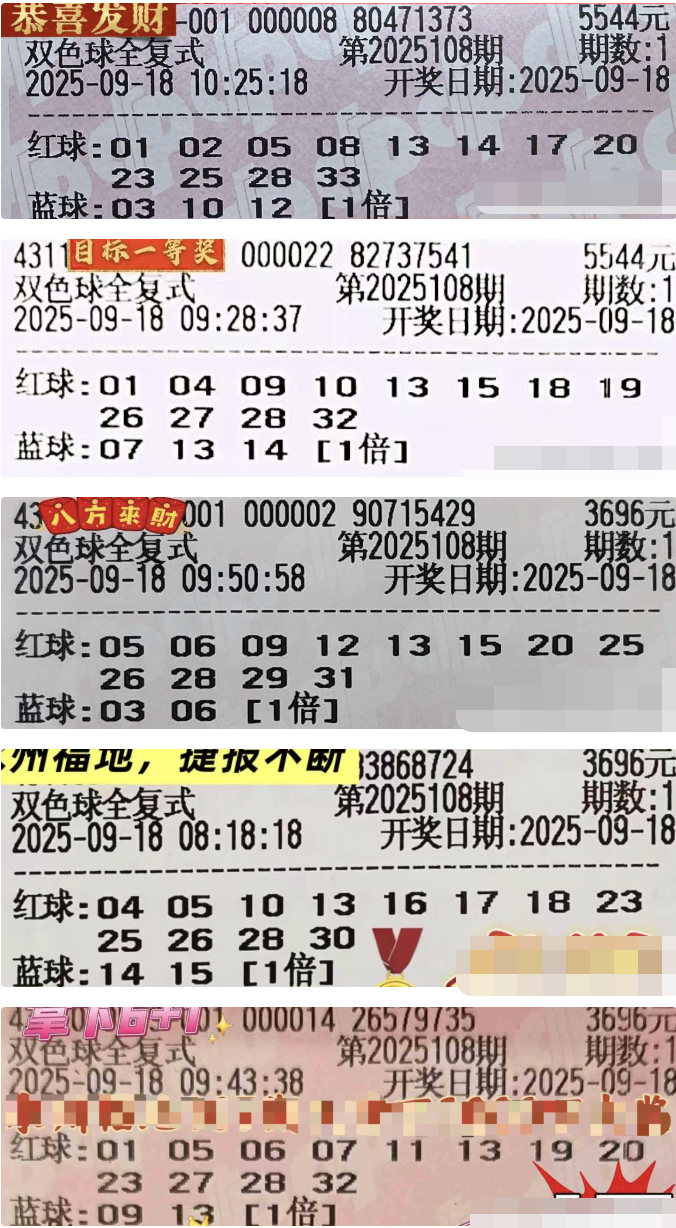 恭喜发财-001 000008 80471373 5544元
双色球全复式 第2025108期 期数:1
2025-09-18 10:25:18 开奖日期:2025-09-18
红球:01 02 05 08 13 14 17 20
23 25 28 33
蓝球:03 10 12 [1倍]
4311 目标一等奖 000022 82737541 5544元
双色球全复式 第2025108期 期数:1
2025-09-18 09:28:37 开奖日期:2025-09-18
红球:01 04 09 10 13 15 18 19
26 27 28 32
蓝球:07 13 14 [1倍]
43 八方來財 001 000002 90715429 3696元
双色球全复式 第2025108期 期数:1
2025-09-18 09:50:58 开奖日期:2025-09-18
红球:05 06 09 12 13 15 20 25
26 28 29 31
蓝球:03 06 [1倍]
州福地，捷报不断 3868724 3696元
双色球全复式 第2025108期 期数:1
2025-09-18 08:18:18 开奖日期:2025-09-18
红球:04 05 10 13 16 17 18 23
25 26 28 30
蓝球:14 15 [1倍]
拿下6+1 01 000014 26579735 3696元
双色球全复式 第2025108期 期数:1
2025-09-18 09:43:38 开奖日期:2025-09-18
红球:01 05 06 07 11 13 19 20
23 27 28 32
蓝球:09 13 [1倍]